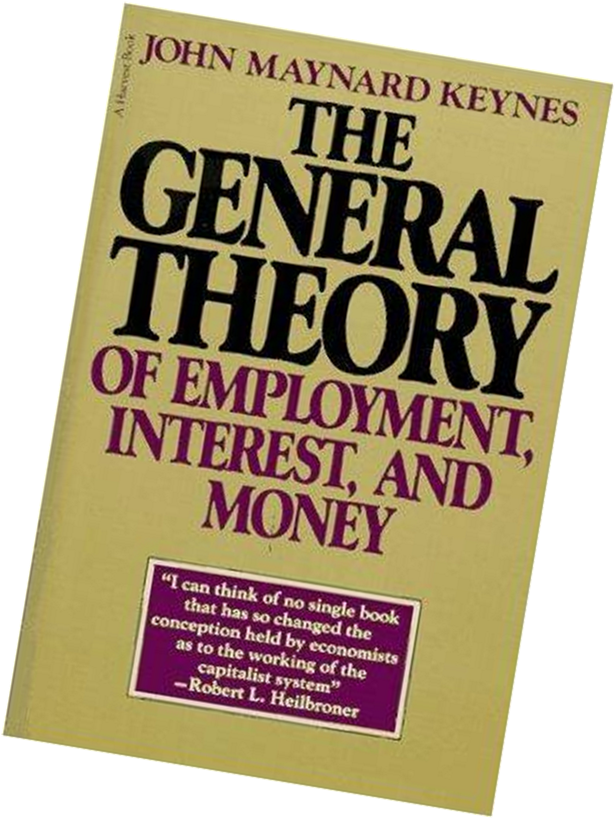 A Harvest Book
JOHN MAYNARD KEYNES
THE
GENERAL
THEORY
OF EMPLOYMENT,
INTEREST, AND
MONEY
“I can think of no single book
that has so changed the
conception held by economists
as to the working of the
capitalist system”
—Robert L. Heilbroner